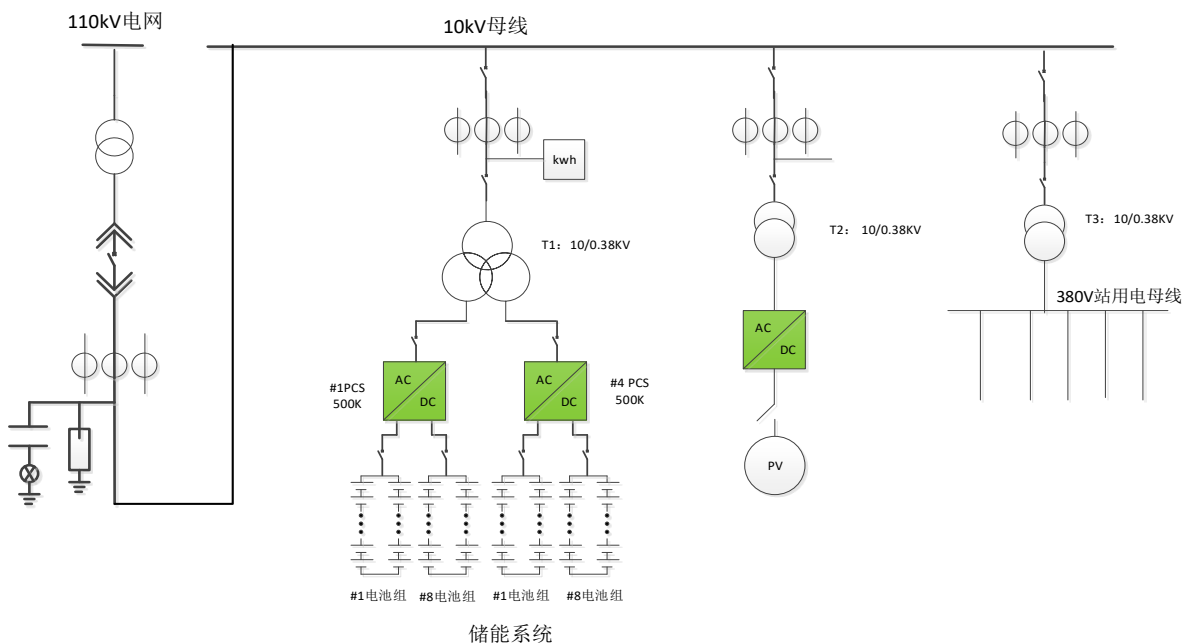 110kV电网
10kV母线
kwh
T1: 10/0.38KV
T2: 10/0.38KV
T3: 10/0.38KV
380V站用电母线
AC
DC
#1PCS
500K
AC
DC
AC
DC
#4 PCS
500K
PV
#1电池组
#8电池组
#1电池组
#8电池组
储能系统